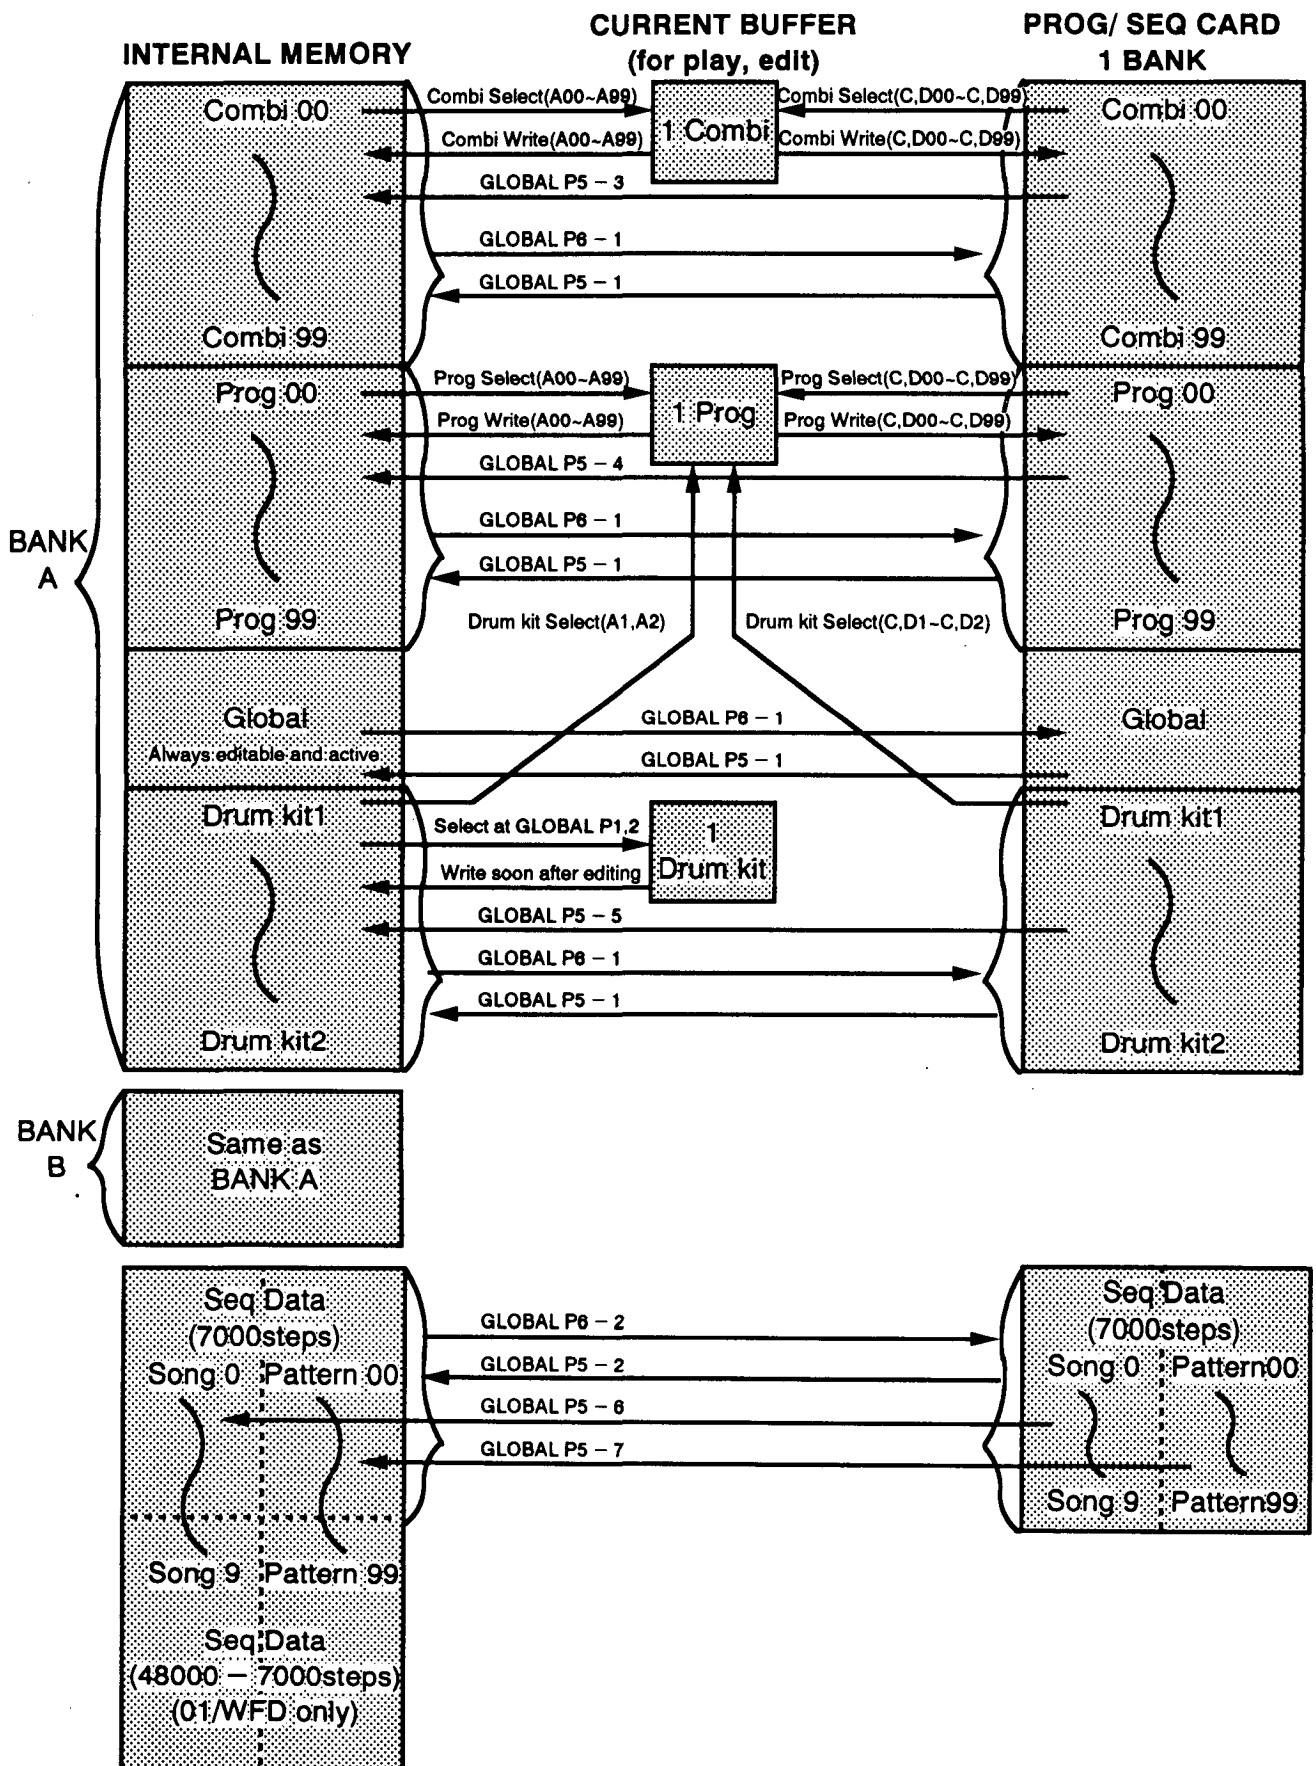 INTERNAL MEMORY
CURRENT BUFFER
(for play, edit)
PROG/ SEQ CARD
1 BANK
Combi 00
Combi Select(A00~A99)
1 Combi
Combi Select(C,D00~C,D99)
Combi 00
Combi Write(A00~A99)
Combi Write(C,D00~C,D99)
GLOBAL P5 – 3
GLOBAL P6 – 1
GLOBAL P5 – 1
Combi 99
Combi 99
Prog 00
Prog Select(A00~A99)
1 Prog
Prog Select(C,D00~C,D99)
Prog 00
Prog Write(A00~A99)
Prog Write(C,D00~C,D99)
GLOBAL P5 – 4
GLOBAL P6 – 1
BANK
A
GLOBAL P5 – 1
Prog 99
Drum kit Select(A1,A2)
Drum kit Select(C,D1~C,D2)
Prog 99
Global
GLOBAL P6 – 1
Global
Always editable and active
GLOBAL P5 – 1
Drum kit1
Select at GLOBAL P1,2
1
Drum kit
Drum kit1
Write soon after editing
GLOBAL P5 – 5
GLOBAL P6 – 1
GLOBAL P5 – 1
Drum kit2
Drum kit2
BANK
B
Same as
BANK A
Seq Data
(7000steps)
Song 0
Pattern 00
GLOBAL P6 – 2
GLOBAL P5 – 2
GLOBAL P5 – 6
GLOBAL P5 – 7
Seq Data
(7000steps)
Song 0
Pattern00
Song 9
Pattern99
Song 9
Pattern 99
Seq Data
(48000 – 7000steps)
(01/WFD only)